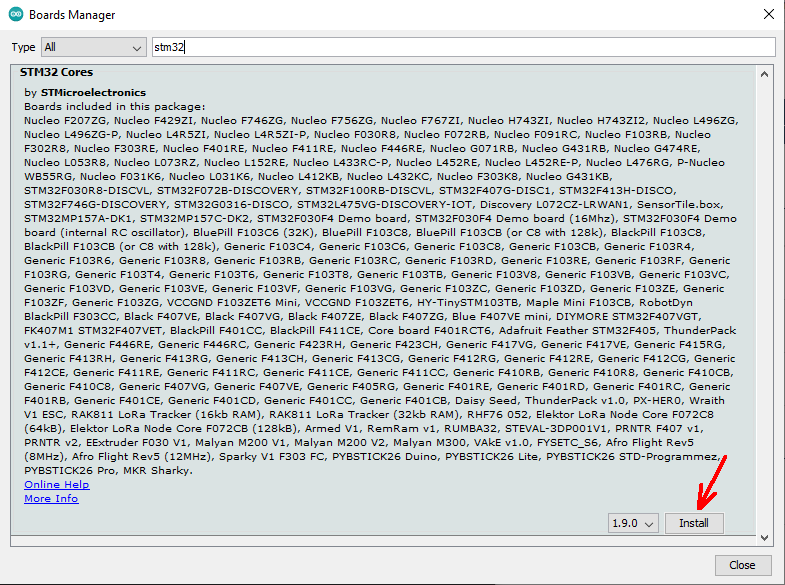 Boards Manager
Type All stm32
STM32 Cores
by STMicroelectronics
Boards included in this package:
Nucleo F207ZG, Nucleo F429ZI, Nucleo F746ZG, Nucleo F756ZG, Nucleo F767ZI, Nucleo H743ZI, Nucleo H743ZI2, Nucleo L496ZG,
Nucleo L496ZG-P, Nucleo L4R5ZI, Nucleo L4R5ZI-P, Nucleo F030R8, Nucleo F072RB, Nucleo F091RC, Nucleo F103RB, Nucleo
F302R8, Nucleo F303RE, Nucleo F401RE, Nucleo F411RE, Nucleo F446RE, Nucleo G071RB, Nucleo G431RB, Nucleo G474RE,
Nucleo L053R8, Nucleo L073RZ, Nucleo L152RE, Nucleo L433RC-P, Nucleo L452RE, Nucleo L452RE-P, Nucleo L476RG, P-Nucleo
WB55RG, Nucleo F031K6, Nucleo L031K6, Nucleo L412KB, Nucleo L432KC, Nucleo F303K8, Nucleo G431KB,
STM32F030R8-DISCVL, STM32F072B-DISCOVERY, STM32F100RB-DISCVL, STM32F407G-DISC1, STM32F413H-DISCO,
STM32F746G-DISCOVERY, STM32G0316-DISCO, STM32L475VG-DISCOVERY-IOT, Discovery L072CZ-LRWAN1, SensorTile.box,
STM32MP157A-DK1, STM32MP157C-DK2, STM32F030F4 Demo board, STM32F030F4 Demo board (16Mhz), STM32F030F4 Demo
board (internal RC oscillator), BluePill F103C6 (32K), BluePill F103C8, BluePill F103CB (or C8 with 128k), BlackPill F103C8,
BlackPill F103CB (or C8 with 128k), Generic F103C4, Generic F103C6, Generic F103C8, Generic F103CB, Generic F103R4,
Generic F103R6, Generic F103R8, Generic F103RB, Generic F103RC, Generic F103RD, Generic F103RE, Generic F103RF, Generic
F103RG, Generic F103T4, Generic F103T6, Generic F103T8, Generic F103TB, Generic F103V8, Generic F103VB, Generic F103VC,
Generic F103VD, Generic F103VE, Generic F103VF, Generic F103VG, Generic F103ZC, Generic F103ZD, Generic F103ZE, Generic
F103ZF, Generic F103ZG, VCCGND F103ZET6 Mini, VCCGND F103ZET6, HY-TinySTM103TB, Maple Mini F103CB, RobotDyn
BlackPill F303CC, Black F407VE, Black F407VG, Black F407ZE, Black F407ZG, Blue F407VE mini, DIYMORE STM32F407VGT,
FK407M1 STM32F407VET, BlackPill F401CC, BlackPill F411CE, Core board F401RCT6, Adafruit Feather STM32F405, ThunderPack
v1.1+, Generic F446RE, Generic F446RC, Generic F423RH, Generic F423CH, Generic F417VG, Generic F417VE, Generic F415RG,
Generic F413RH, Generic F413RG, Generic F413CH, Generic F413CG, Generic F412RG, Generic F412RE, Generic F412CG, Generic
F412CE, Generic F411RE, Generic F411RC, Generic F411CE, Generic F411CC, Generic F410RB, Generic F410R8, Generic F410CB,
Generic F410C8, Generic F407VG, Generic F407VE, Generic F405RG, Generic F401RE, Generic F401RD, Generic F401RC, Generic
F401RB, Generic F401CE, Generic F401CD, Generic F401CC, Generic F401CB, Daisy Seed, ThunderPack v1.0, PX-HER0, Wraith
V1 ESC, RAK811 LoRa Tracker (16kb RAM), RAK811 LoRa Tracker (32kb RAM), RHF76 052, Elektor LoRa Node Core F072C8
(64kB), Elektor LoRa Node Core F072CB (128kB), Armed V1, RemRam v1, RUMBA32, STEVAL-3DP001V1, PRNTR F407 v1,
PRNTR v2, EExtruder F030 V1, Malyan M200 V1, Malyan M200 V2, Malyan M300, VAkE v1.0, FYSETC_S6, Afro Flight Rev5
(8MHz), Afro Flight Rev5 (12MHz), Sparky V1 F303 FC, PYBSTICK26 Duino, PYBSTICK26 Lite, PYBSTICK26 STD-Programmez,
PYBSTICK26 Pro, MKR Sharky.
Online Help
More Info
1.9.0 Install
Close